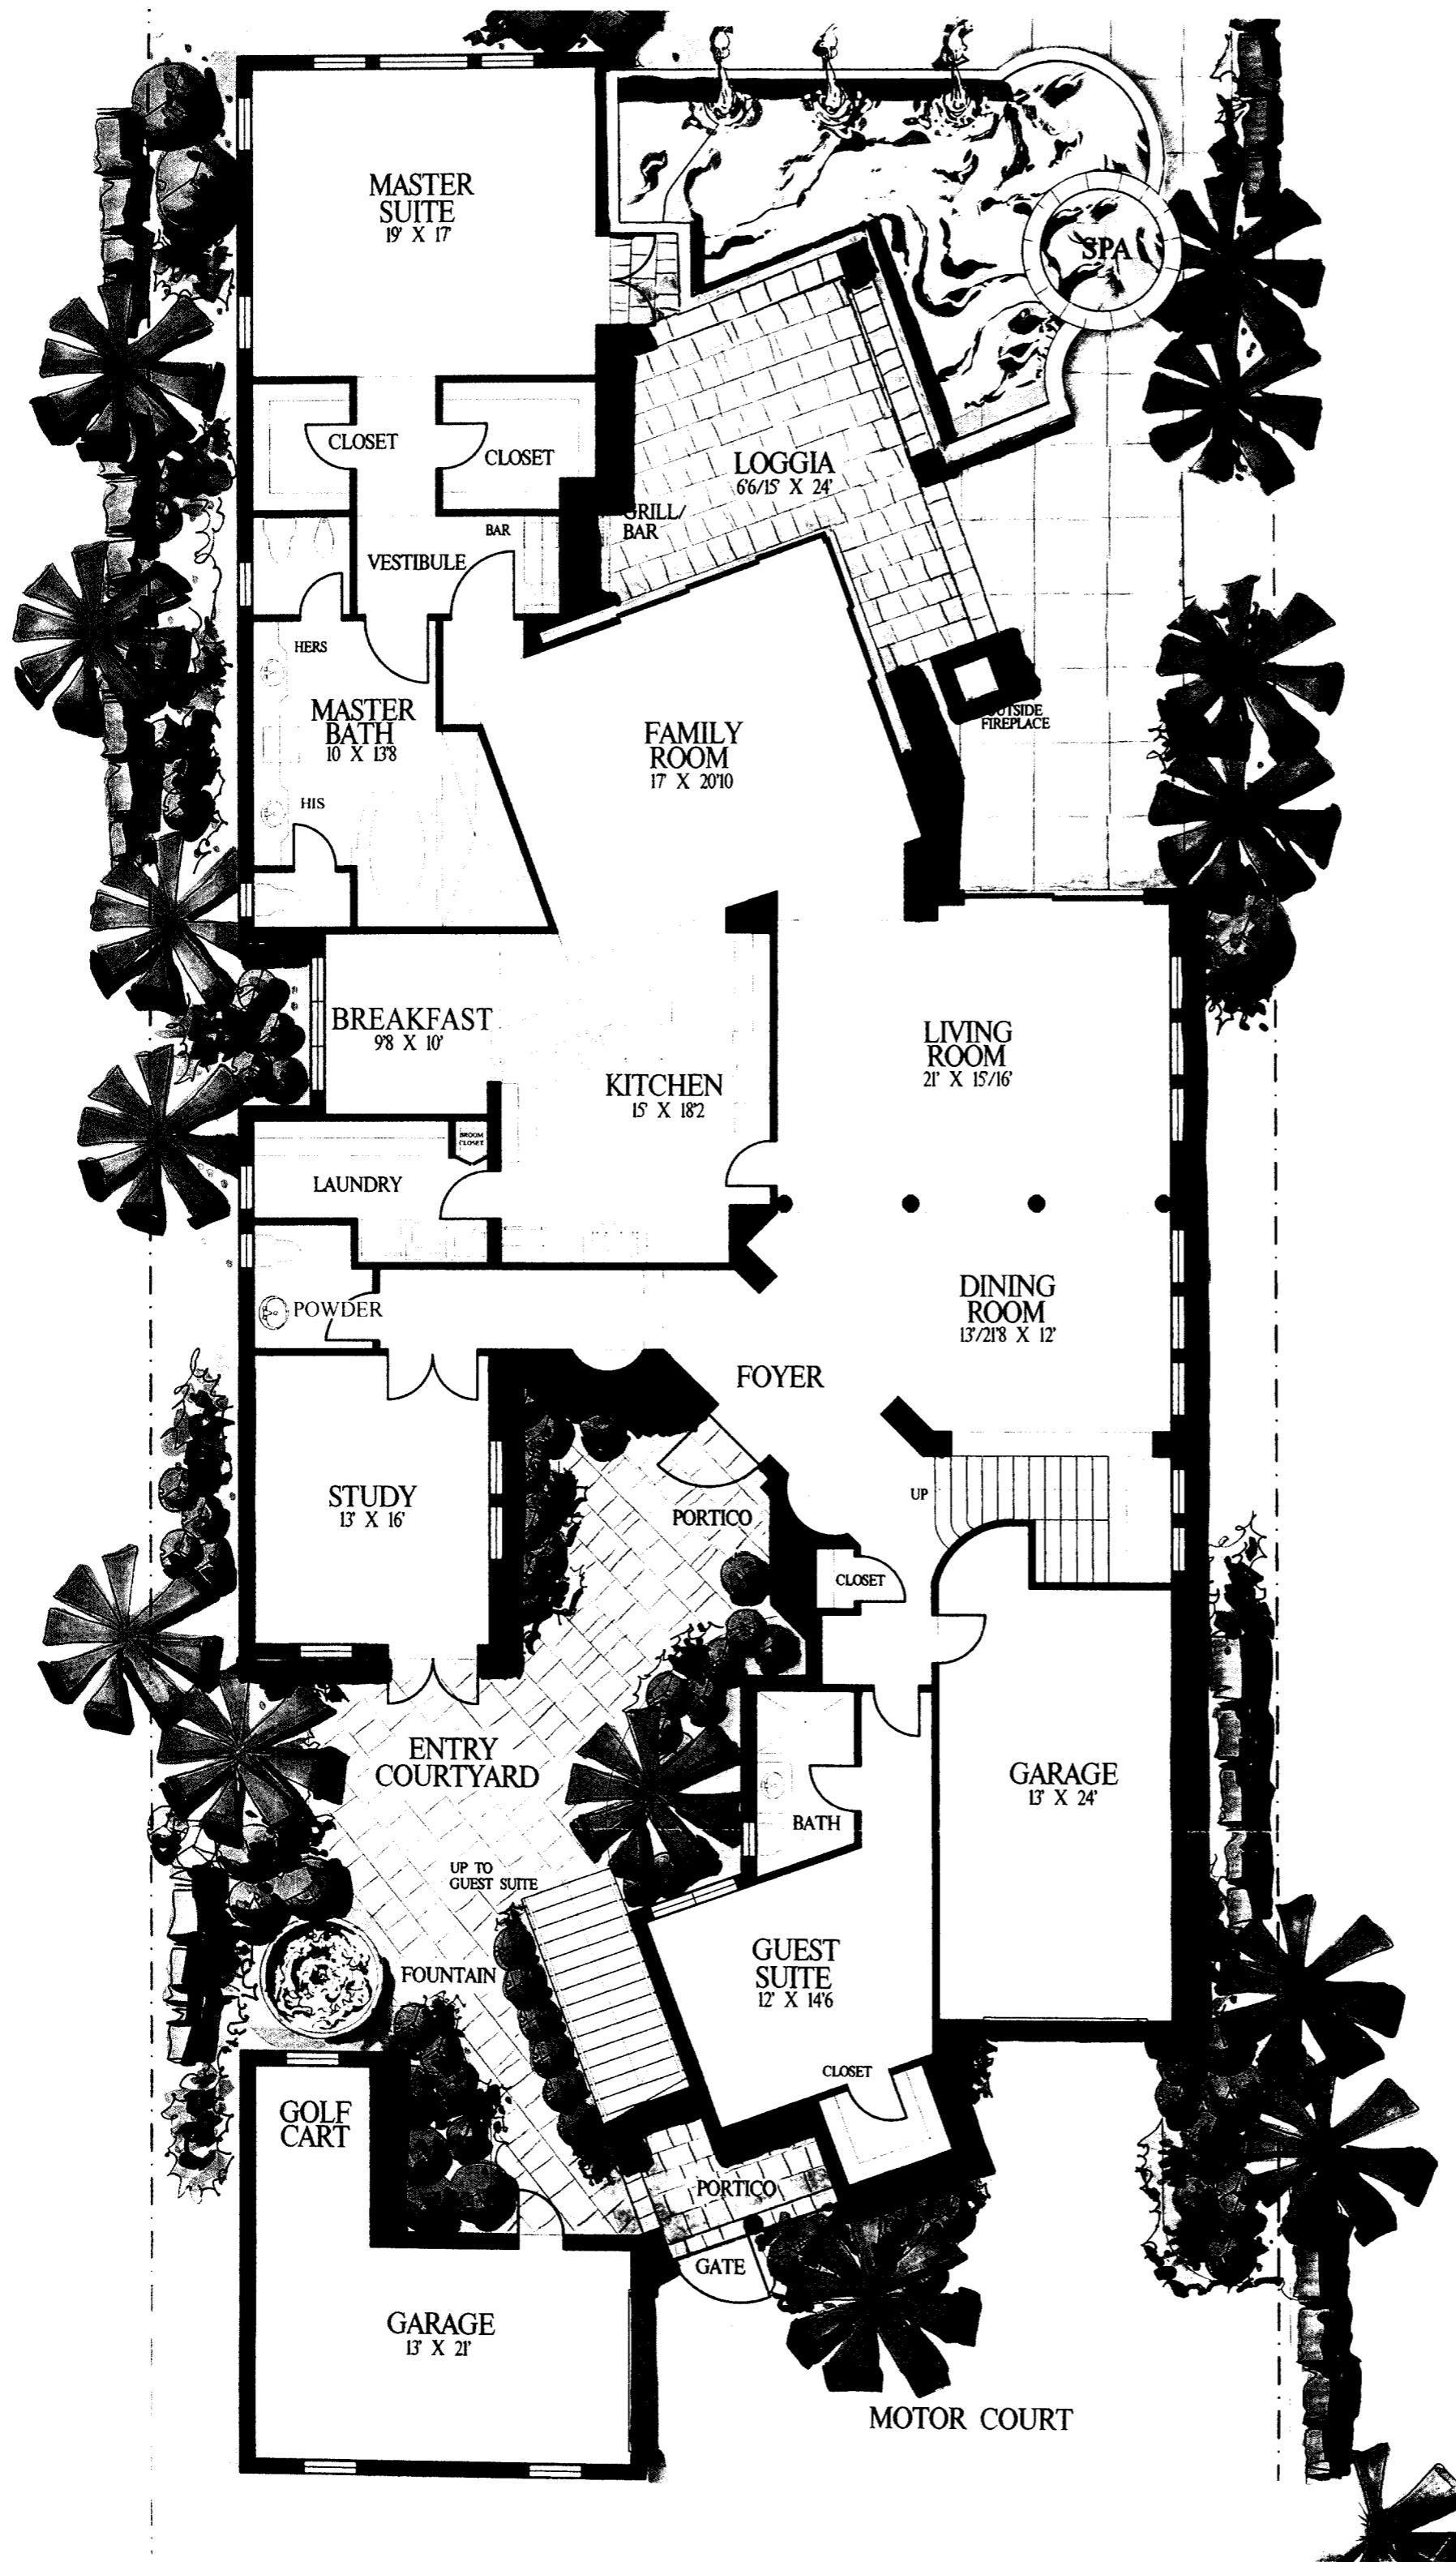 MASTER
SUITE
19' X 17'
SPA
CLOSET
CLOSET
LOGGIA
6'6/15' X 24'
GRILL/
BAR
BAR
VESTIBULE
HERS
MASTER
BATH
10 X 13'8
HIS
FAMILY
ROOM
17' X 20'10
OUTSIDE
FIREPLACE
BREAKFAST
9'8 X 10'
KITCHEN
15' X 18'2
LIVING
ROOM
21' X 15'/16'
BROOM
CLOSET
LAUNDRY
POWDER
DINING
ROOM
13'/21'8 X 12'
FOYER
STUDY
13' X 16'
PORTICO
UP
CLOSET
ENTRY
COURTYARD
GARAGE
13' X 24'
BATH
UP TO
GUEST SUITE
FOUNTAIN
GUEST
SUITE
12' X 14'6
CLOSET
GOLF
CART
PORTICO
GATE
GARAGE
13' X 21'
MOTOR COURT